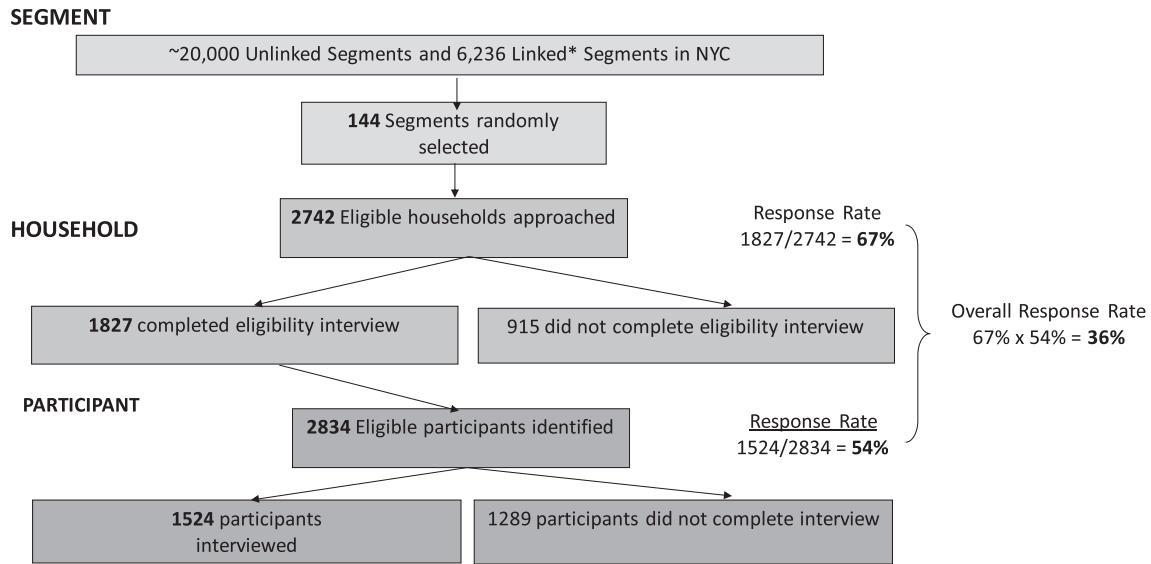 SEGMENT
~20,000 Unlinked Segments and 6,236 Linked* Segments in NYC
144 Segments randomly
selected
2742 Eligible households approached
HOUSEHOLD
Response Rate
1827/2742 = 67%
1827 completed eligibility interview
915 did not complete eligibility interview
Overall Response Rate
67% x 54% = 36%
PARTICIPANT
2834 Eligible participants identified
Response Rate
1524/2834 = 54%
1524 participants
interviewed
1289 participants did not complete interview